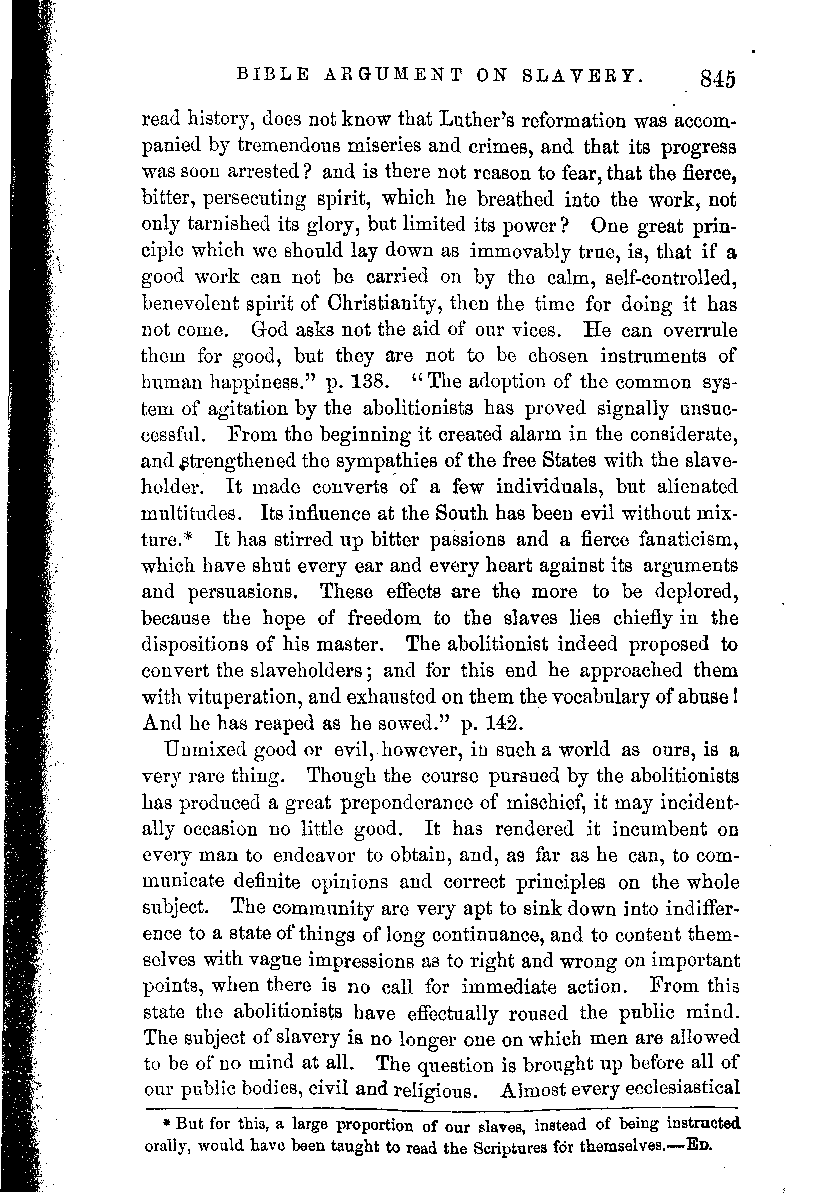 BIBLE ARGUMENT ON SLAVERY. 845
read history, does not know that Luther's reformation was accom-
panied by tremendous miseries and crimes, and that its progress
was soon arrested? and is there not reason to fear, that the fierce,
bitter, persecuting spirit, which he breathed into the work, not
only tarnished its glory, but limited its power? One great prin-
ciple which we should lay down as immovably true, is, that if a
good work can not be carried on by the calm, self-controlled,
benevolent spirit of Christianity, then the time for doing it has
not come. God asks not the aid of our vices. He can overrule
them for good, but they are not to be chosen instruments of
human happiness." p. 138. "The adoption of the common sys-
tem of agitation by the abolitionists has proved signally unsuc-
cessful. From the beginning it created alarm in the considerate,
and strengthened the sympathies of the free States with the slave-
holder. It made converts of a few individuals, but alienated
multitudes. Its influence at the South has been evil without mix-
ture.* It has stirred up bitter passions and a fierce fanaticism,
which have shut every ear and every heart against its arguments
and persuasions. These effects are the more to be deplored,
because the hope of freedom to the slaves lies chiefly in the
dispositions of his master. The abolitionist indeed proposed to
convert the slaveholders; and for this end he approached them
with vituperation, and exhausted on them the vocabulary of abuse!
And he has reaped as he sowed." p. 142.
Unmixed good or evil, however, in such a world as ours, is a
very rare thing. Though the course pursued by the abolitionists
has produced a great preponderance of mischief, it may incident-
ally occasion no little good. It has rendered it incumbent on
every man to endeavor to obtain, and, as far as he can, to com-
municate definite opinions and correct principles on the whole
subject. The community are very apt to sink down into indiffer-
ence to a state of things of long continuance, and to content them-
selves with vague impressions as to right and wrong on important
points, when there is no call for immediate action. From this
state the abolitionists have effectually roused the public mind.
The subject of slavery is no longer one on which men are allowed
to be of no mind at all. The question is brought up before all of
our public bodies, civil and religious. Almost every ecclesiastical
* But for this, a large proportion of our slaves, instead of being instructed
orally, would have been taught to read the Scriptures for themselves.—ED.